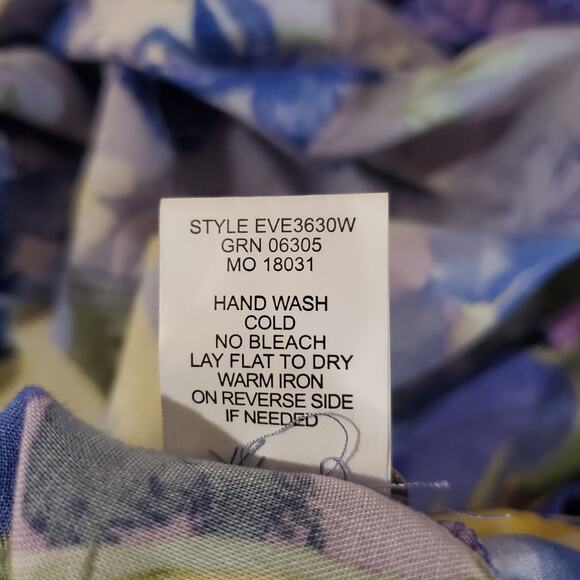 STYLE EVE3630W
GRN 06305
MO 18031
HAND WASH
COLD
NO BLEACH
LAY FLAT TO DRY
WARM IRON
ON REVERSE SIDE
IF NEEDED